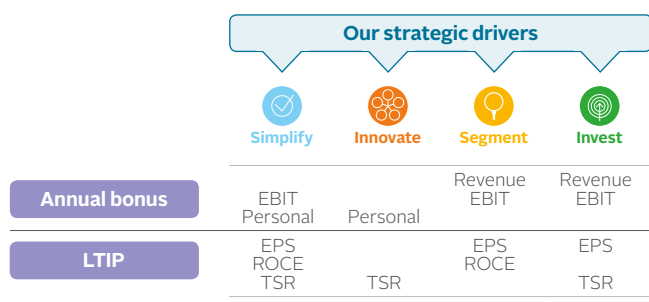 Our strategic drivers
Simplify Innovate Segment Invest
Revenue Revenue
Annual bonus EBIT EBIT EBIT
Personal Personal
EPS EPS EPS
LTIP ROCE ROCE
TSR TSR TSR